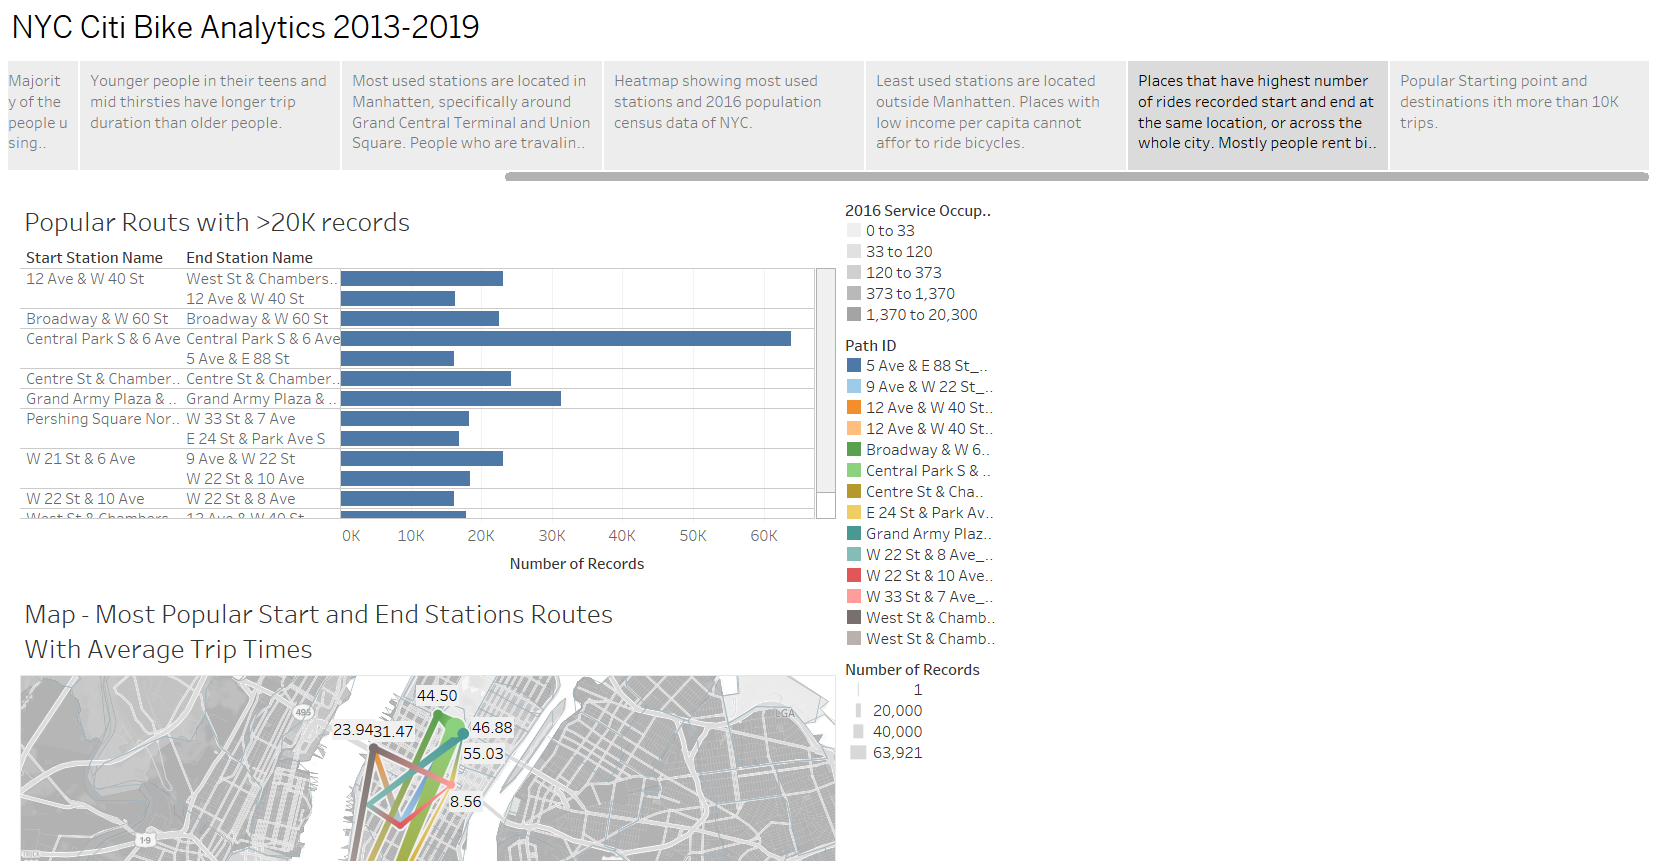 NYC Citi Bike Analytics 2013-2019
Majorit
y of the
people u
sing..
Younger people in their teens and
mid thirsties have longer trip
duration than older people.
Most used stations are located in
Manhatten, specifically around
Grand Central Terminal and Union
Square. People who are travalin..
Heatmap showing most used
stations and 2016 population
census data of NYC.
Least used stations are located
outside Manhatten. Places with
low income per capita cannot
affor to ride bicycles.
Places that have highest number
of rides recorded start and end at
the same location, or across the
whole city. Mostly people rent bi..
Popular Starting point and
destinations ith more than 10K
trips.
Popular Routs with >20K records
Start Station Name End Station Name
12 Ave & W 40 St West St & Chambers..
12 Ave & W 40 St
Broadway & W 60 St Broadway & W 60 St
Central Park S & 6 Ave Central Park S & 6 Ave
5 Ave & E 88 St
Centre St & Chamber.. Centre St & Chamber..
Grand Army Plaza & .. Grand Army Plaza & ..
Pershing Square Nor.. W 33 St & 7 Ave
E 24 St & Park Ave S
W 21 St & 6 Ave 9 Ave & W 22 St
W 22 St & 10 Ave
W 22 St & 10 Ave W 22 St & 8 Ave
West St & Chambers.. 12 Ave & W 40 St
0K 10K 20K 30K 40K 50K 60K
Number of Records
Map - Most Popular Start and End Stations Routes
With Average Trip Times
495
LGA
44.50
23.94 31.47
46.88
55.03
8.56
1-9
2016 Service Occup..
0 to 33
33 to 120
120 to 373
373 to 1,370
1,370 to 20,300
Path ID
5 Ave & E 88 St_..
9 Ave & W 22 St_..
12 Ave & W 40 St..
12 Ave & W 40 St..
Broadway & W 6..
Central Park S & ..
Centre St & Cha..
E 24 St & Park Av..
Grand Army Plaz..
W 22 St & 8 Ave_..
W 22 St & 10 Ave..
W 33 St & 7 Ave_..
West St & Chamb..
West St & Chamb..
Number of Records
1
20,000
40,000
63,921